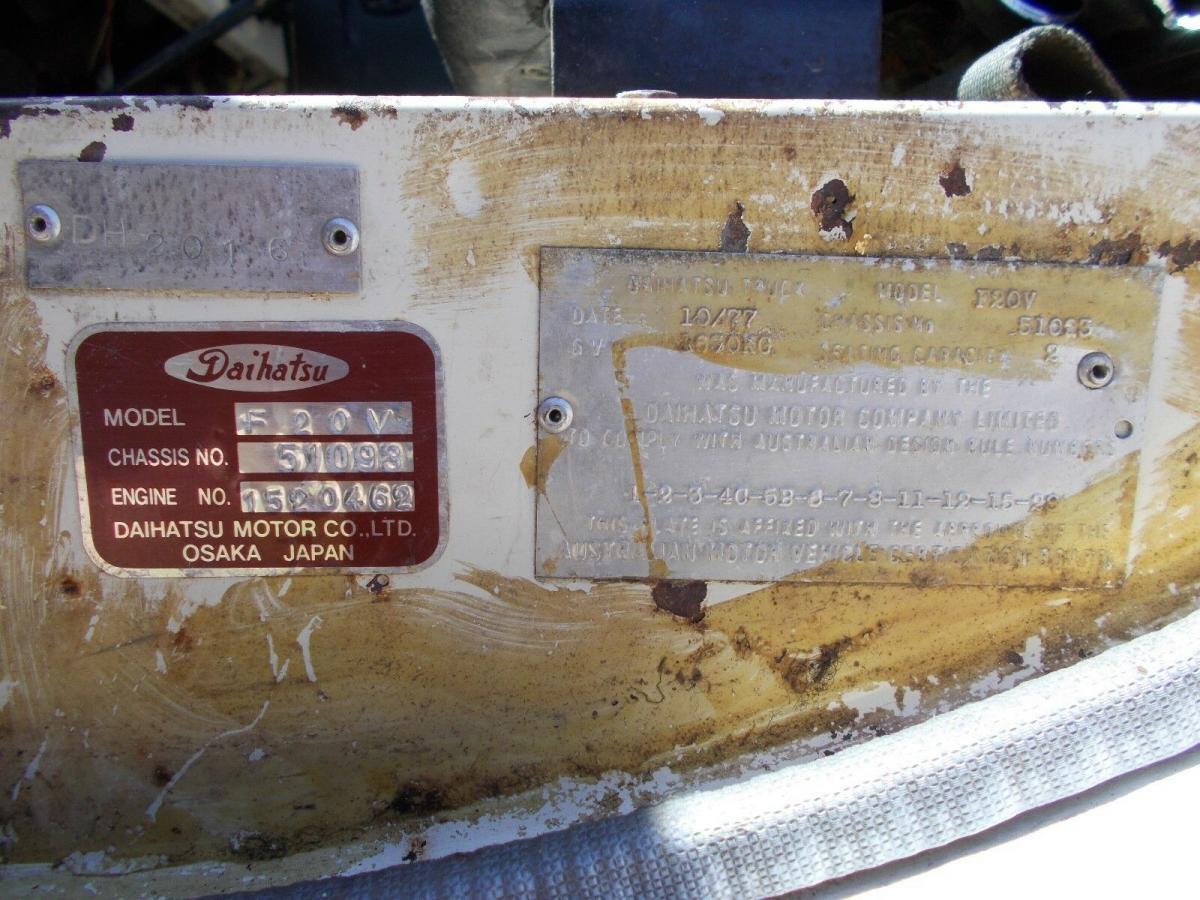 DH 2016
Daihatsu
MODEL F20V
CHASSIS NO. 51093
ENGINE NO. 1520462
DAIHATSU MOTOR CO.,LTD.
OSAKA JAPAN
DAIHATSU TRUCK MODEL F20V
DATE 10/77 CHASSIS No 51093
SEATING CAPACITY 2
WAS MANUFACTURED BY THE
DAIHATSU MOTOR COMPANY LIMITED
TO COMPLY WITH AUSTRALIAN DESIGN RULE NUMBERS
THIS PLATE IS AFFIXED WITH THE APPROVAL OF THE
AUSTRALIAN MOTOR VEHICLE CERTIFICATION BOARD